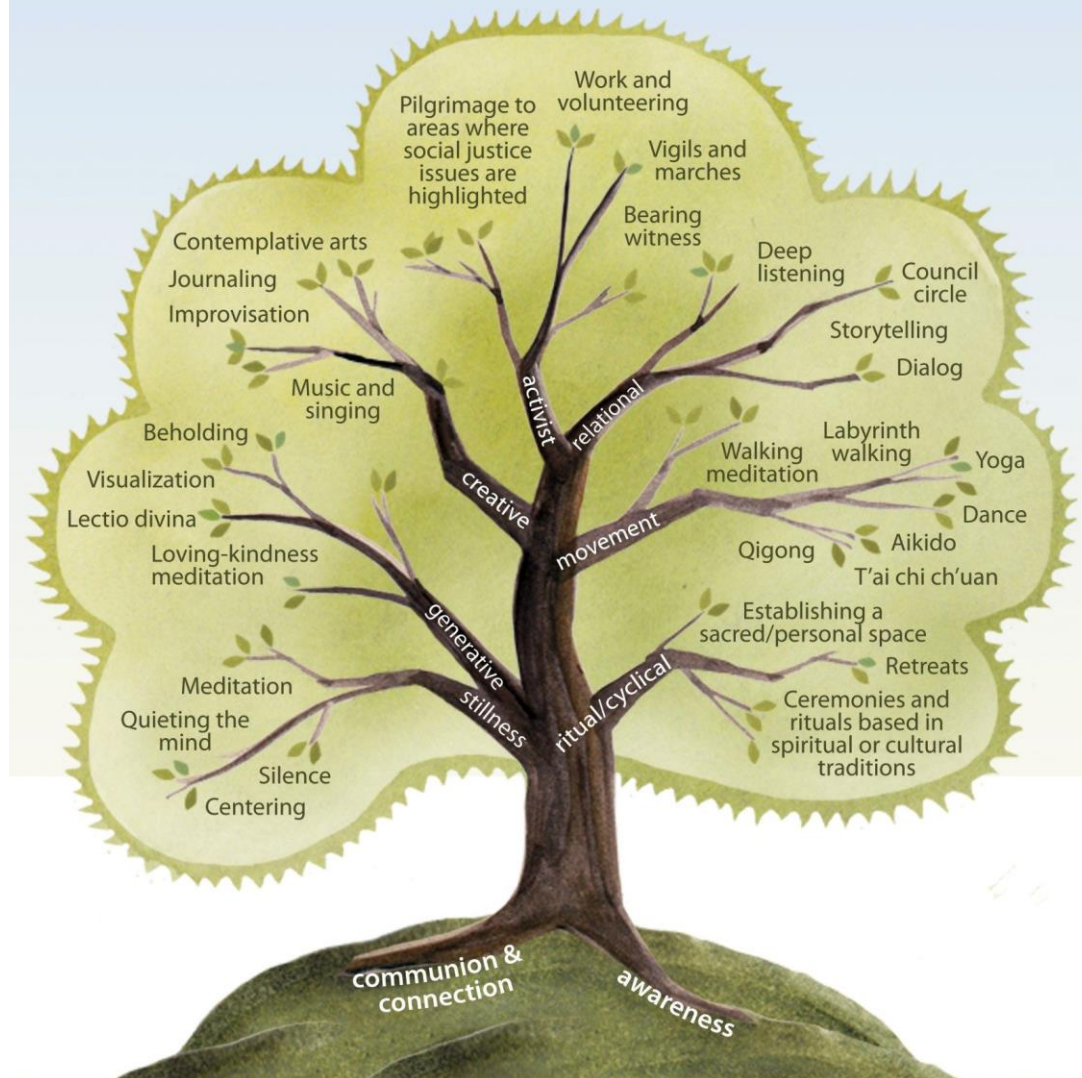 Work and
volunteering
Pilgrimage to
areas where
social justice
issues are
highlighted
Vigils and
marches
Bearing
witness
Deep
listening
Council
circle
Storytelling
Dialog
Contemplative arts
Journaling
Improvisation
Music and
singing
activist
relational
Beholding
Visualization
Lectio divina
Loving-kindness
meditation
creative
movement
Walking
meditation
Labyrinth
walking
Yoga
Dance
Aikido
Qigong
T'ai chi ch'uan
generative
stillness
ritual/cyclical
Establishing a
sacred/personal space
Retreats
Ceremonies and
rituals based in
spiritual or cultural
traditions
Meditation
Quieting the
mind
Silence
Centering
communion &
connection
awareness